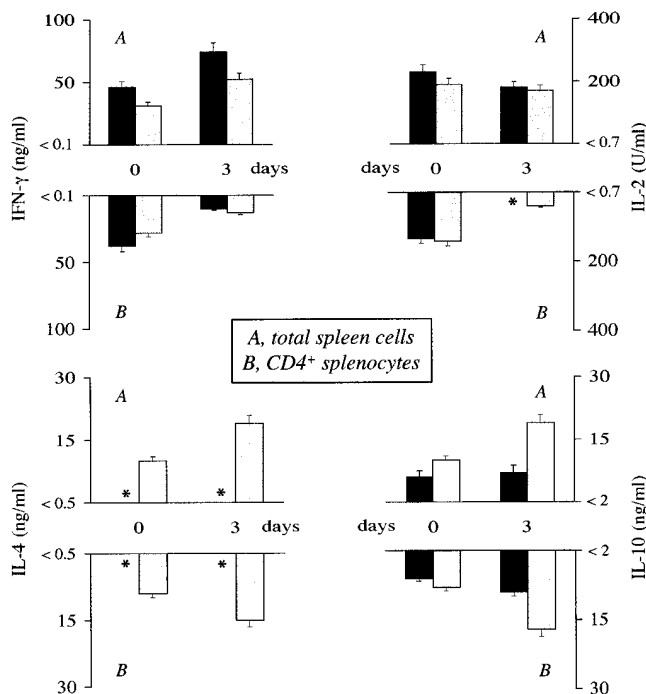 100
A
IFN-γ (ng/ml)
50
< 0.1
0
3
days
< 0.1
50
B
100
400
A
IL-2 (U/ml)
200
< 0.7
days
0
3
< 0.7
*
200
B
400
A, total spleen cells
B, CD4+ splenocytes
30
A
IL-4 (ng/ml)
15
* *
< 0.5
0
3
days
< 0.5
* *
15
B
30
30
A
IL-10 (ng/ml)
15
< 2
days
0
3
< 2
15
B
30